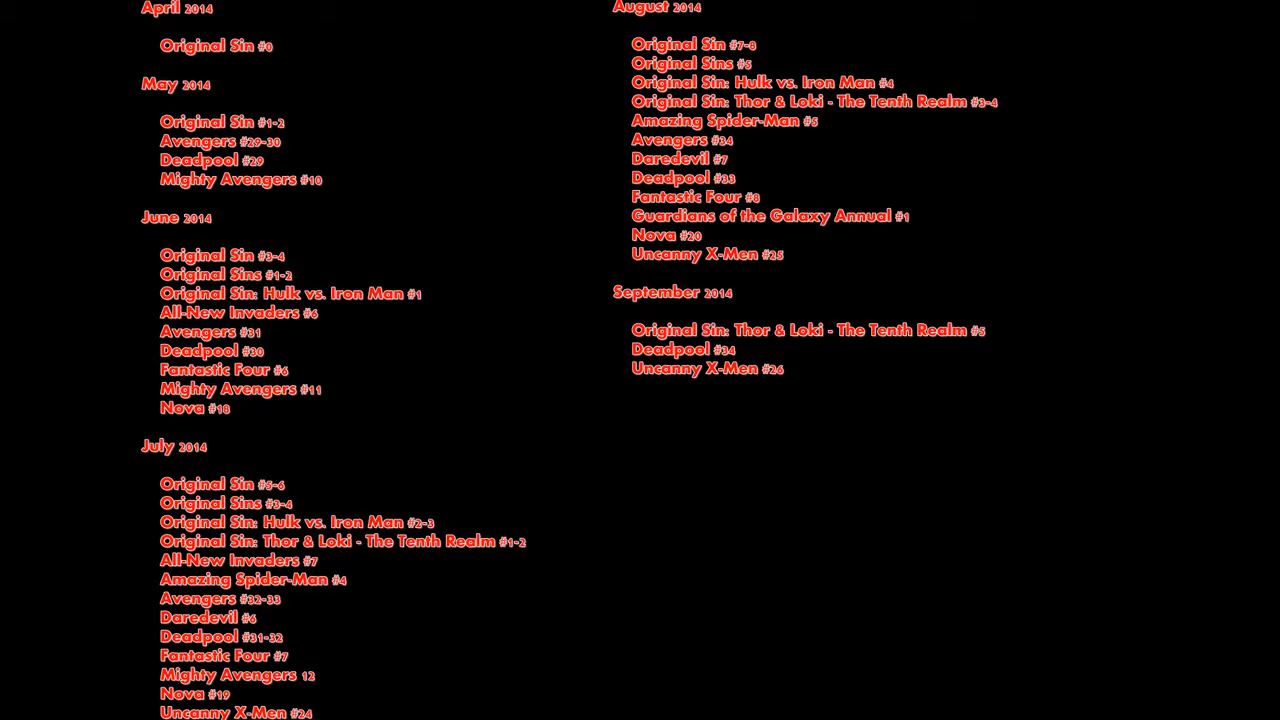 April 2014
Original Sin #0
May 2014
Original Sin #1-2
Avengers #29-30
Deadpool #29
Mighty Avengers #10
June 2014
Original Sin #3-4
Original Sins #1-2
Original Sin: Hulk vs. Iron Man #1
All-New Invaders #6
Avengers #31
Deadpool #30
Fantastic Four #6
Mighty Avengers #11
Nova #18
July 2014
Original Sin #5-6
Original Sins #3-4
Original Sin: Hulk vs. Iron Man #2-3
Original Sin: Thor & Loki - The Tenth Realm #1-2
All-New Invaders #7
Amazing Spider-Man #4
Avengers #32-33
Daredevil #6
Deadpool #31-32
Fantastic Four #7
Mighty Avengers 12
Nova #19
Uncanny X-Men #24
August 2014
Original Sin #7-8
Original Sins #5
Original Sin: Hulk vs. Iron Man #4
Original Sin: Thor & Loki - The Tenth Realm #3-4
Amazing Spider-Man #5
Avengers #34
Daredevil #7
Deadpool #33
Fantastic Four #8
Guardians of the Galaxy Annual #1
Nova #20
Uncanny X-Men #25
September 2014
Original Sin: Thor & Loki - The Tenth Realm #5
Deadpool #34
Uncanny X-Men #26